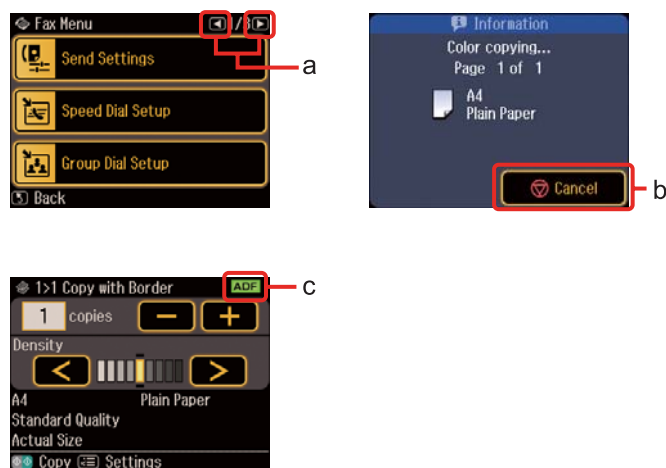 Fax Menu 1/3
Send Settings
Speed Dial Setup
Group Dial Setup
Back
a
Information
Color copying...
Page 1 of 1
A4
Plain Paper
Cancel
b
1>1 Copy with Border ADF
1 copies − +
Density
< >
A4 Plain Paper
Standard Quality
Actual Size
Copy Settings
c